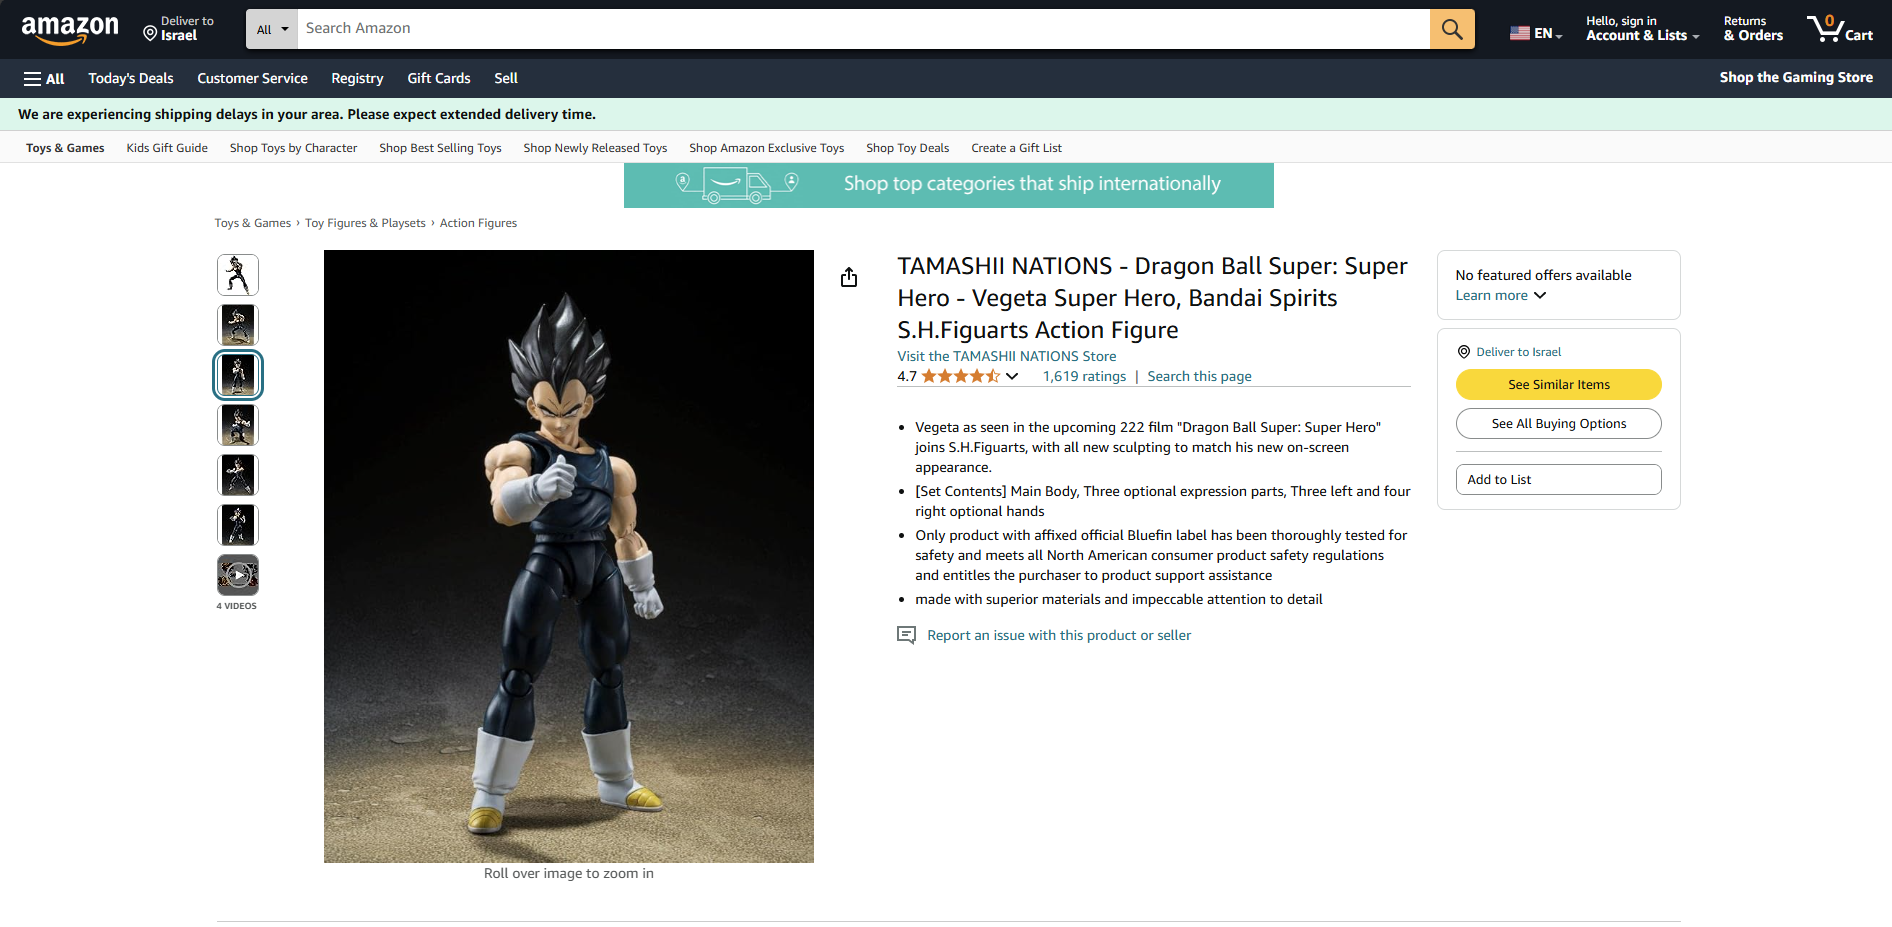 amazon
Deliver to
Israel
All
Search Amazon
EN
Hello, sign in
Account & Lists
Returns
& Orders
0
Cart
All
Today's Deals
Customer Service
Registry
Gift Cards
Sell
Shop the Gaming Store
We are experiencing shipping delays in your area. Please expect extended delivery time.
Toys & Games
Kids Gift Guide
Shop Toys by Character
Shop Best Selling Toys
Shop Newly Released Toys
Shop Amazon Exclusive Toys
Shop Toy Deals
Create a Gift List
a
Shop top categories that ship internationally
Toys & Games › Toy Figures & Playsets › Action Figures
4 VIDEOS
Roll over image to zoom in
TAMASHII NATIONS - Dragon Ball Super: Super
Hero - Vegeta Super Hero, Bandai Spirits
S.H.Figuarts Action Figure
Visit the TAMASHII NATIONS Store
4.7
1,619 ratings | Search this page
• Vegeta as seen in the upcoming 222 film "Dragon Ball Super: Super Hero"
joins S.H.Figuarts, with all new sculpting to match his new on-screen
appearance.
• [Set Contents] Main Body, Three optional expression parts, Three left and four
right optional hands
• Only product with affixed official Bluefin label has been thoroughly tested for
safety and meets all North American consumer product safety regulations
and entitles the purchaser to product support assistance
• made with superior materials and impeccable attention to detail
Report an issue with this product or seller
No featured offers available
Learn more
Deliver to Israel
See Similar Items
See All Buying Options
Add to List